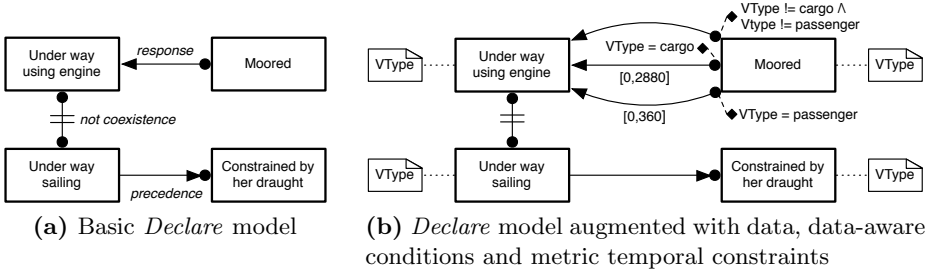 Under way
using engine
response
Moored
not coexistence
Under way
sailing
precedence
Constrained by
her draught
(a) Basic Declare model
VType != cargo ∧
Vtype != passenger
VType = cargo
VType
Under way
using engine
[0,2880]
Moored
VType
[0,360]
VType = passenger
VType
Under way
sailing
Constrained by
her draught
VType
(b) Declare model augmented with data, data-aware
conditions and metric temporal constraints